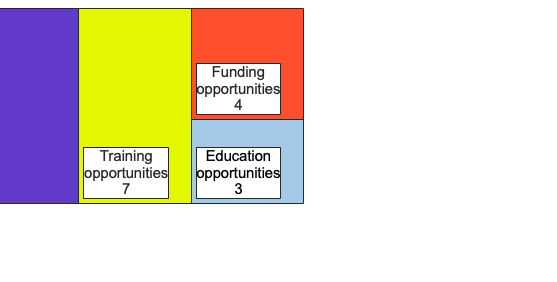 Funding
opportunities
4
Training
opportunities
7
Education
opportunities
3